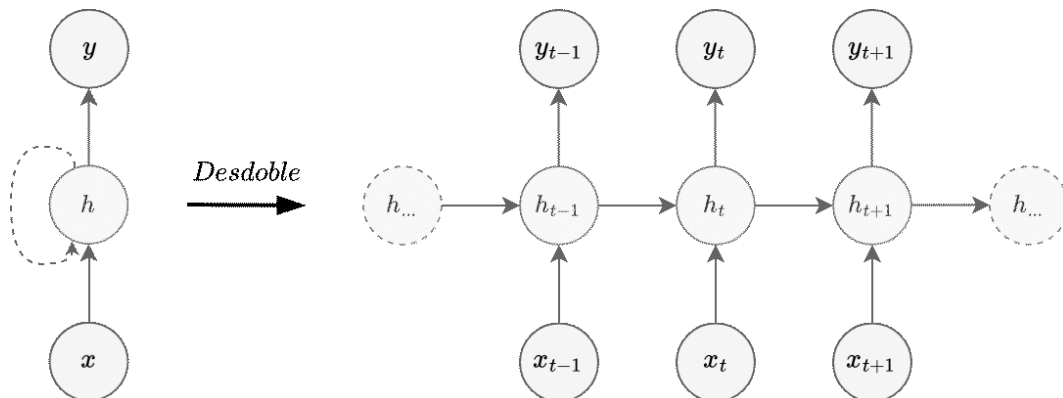 y
y_{t-1}
y_t
y_{t+1}
Desdoble
h
h_{...}
h_{t-1}
h_t
h_{t+1}
h_{...}
x
x_{t-1}
x_t
x_{t+1}